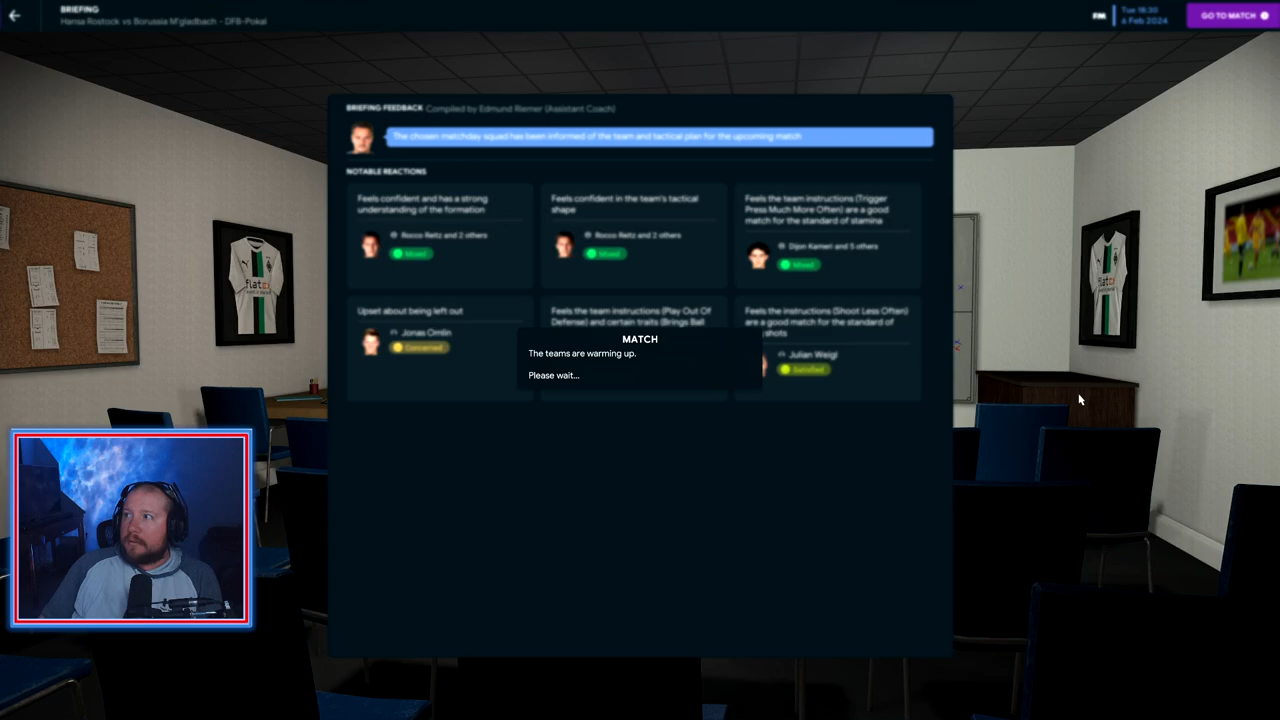 BRIEFING
Hansa Rostock vs Borussia M'gladbach - DFB-Pokal
FM
Tue 18:30
6 Feb 2024
GO TO MATCH
BRIEFING FEEDBACK Compiled by Edmund Riemer (Assistant Coach)
The chosen matchday squad has been informed of the team and tactical plan for the upcoming match
NOTABLE REACTIONS
Feels confident and has a strong
understanding of the formation
Rocco Reitz and 2 others
Mixed
Feels confident in the team's tactical
shape
Rocco Reitz and 2 others
Mixed
Feels the team instructions (Trigger
Press Much More Often) are a good
match for the standard of stamina
Dijon Kameri and 5 others
Mixed
Upset about being left out
Jonas Omlin
Concerned
Feels the team instructions (Play Out Of
Defense) and certain traits (Brings Ball
Feels the instructions (Shoot Less Often)
are a good match for the standard of
shots
Julian Weigl
Satisfied
MATCH
The teams are warming up.
Please wait...
flatex